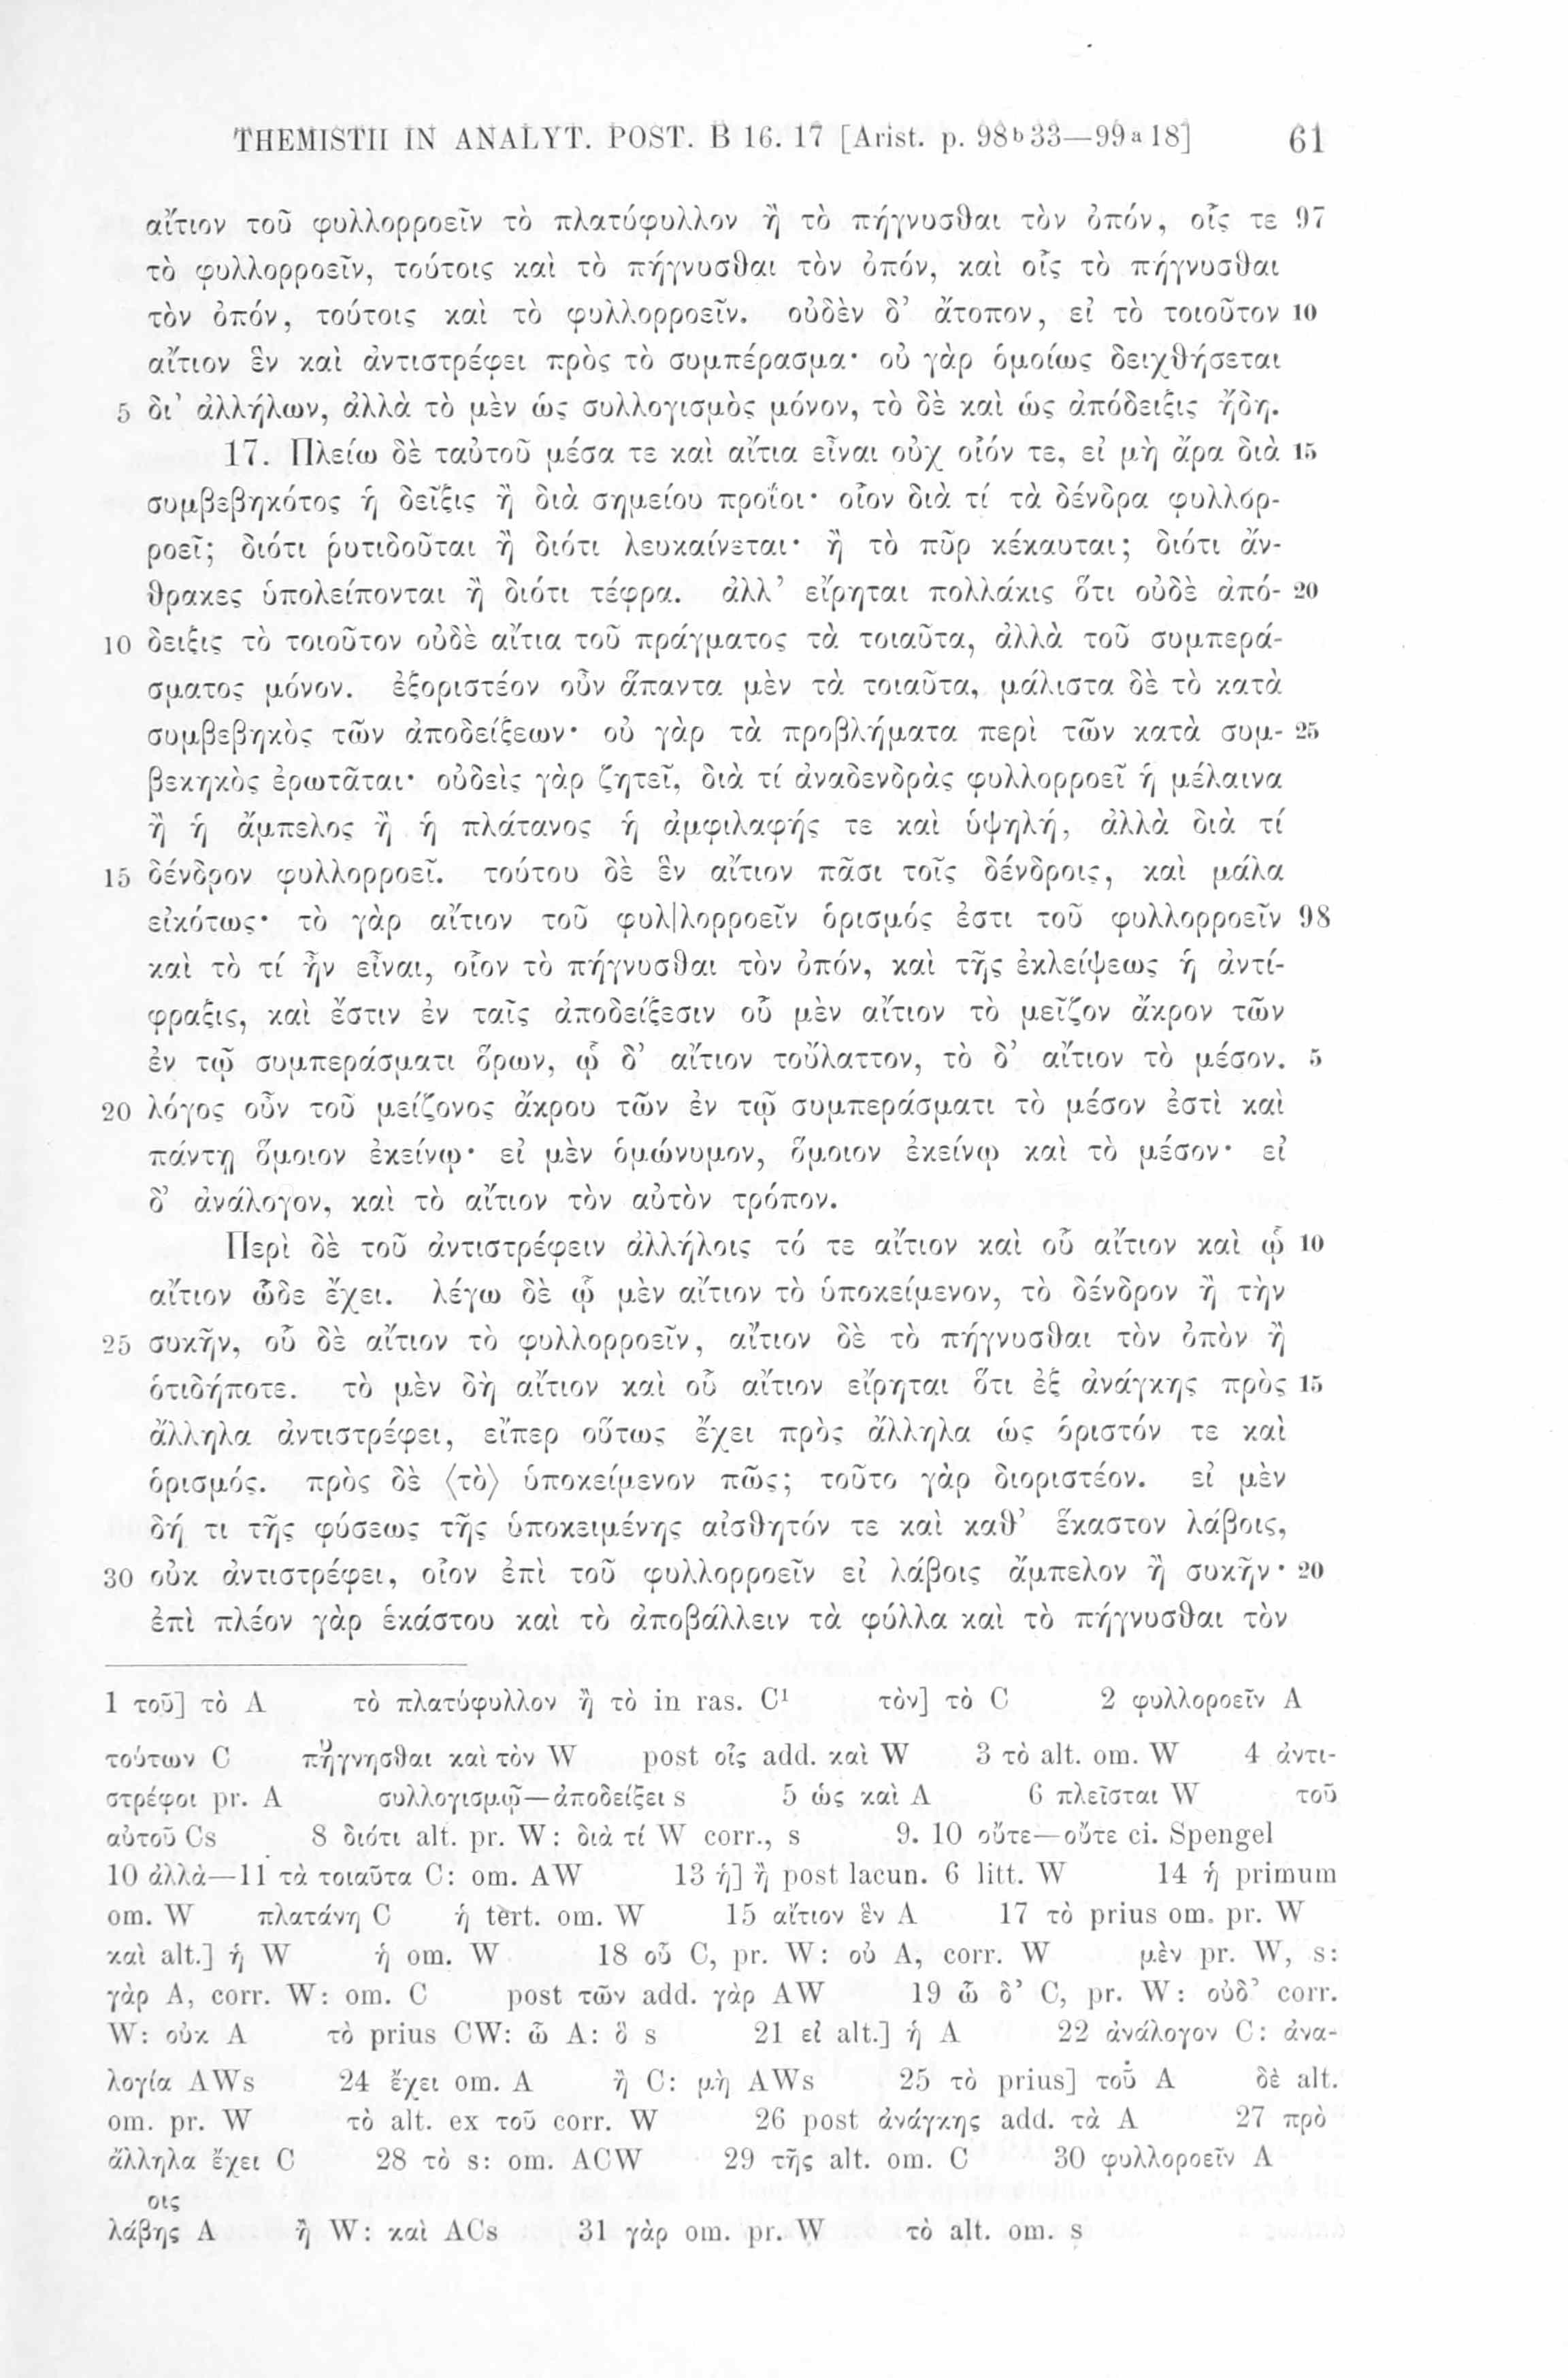 THEMISTII IN ANALYT. POST. B 16. 17 [Arist. p. 98b33—99a18] 61
αἴτιον τοῦ φυλλορροεῖν τὸ πλατύφυλλον ἢ τὸ πήγνυσθαι τὸν ὀπόν, οἷς τε 97
τὸ φυλλορροεῖν, τούτοις καὶ τὸ πήγνυσθαι τὸν ὀπόν, καὶ οἷς τὸ πήγνυσθαι
τὸν ὀπόν, τούτοις καὶ τὸ φυλλορροεῖν. οὐδὲν δ’ ἄτοπον, εἰ τὸ τοιοῦτον 10
αἴτιον ἓν καὶ ἀντιστρέφει πρὸς τὸ συμπέρασμα· οὐ γὰρ ὁμοίως δειχθήσεται
5 δι’ ἀλλήλων, ἀλλὰ τὸ μὲν ὡς συλλογισμὸς μόνον, τὸ δὲ καὶ ὡς ἀπόδειξις ἤδη.
17. Πλείω δὲ ταὐτοῦ μέσα τε καὶ αἴτια εἶναι οὐχ οἷόν τε, εἰ μὴ ἄρα διὰ 15
συμβεβηκότος ἡ δεῖξις ἢ διὰ σημείου προΐοι· οἷον διὰ τί τὰ δένδρα φυλλορ-
ροεῖ; διότι ῥυτιδοῦται ἢ διότι λευκαίνεται· ἢ τὸ πῦρ κέκαυται; διότι ἄν-
θρακες ὑπολείπονται ἢ διότι τέφρα. ἀλλ’ εἴρηται πολλάκις ὅτι οὐδὲ ἀπό- 20
10 δειξις τὸ τοιοῦτον οὐδὲ αἴτια τοῦ πράγματος τὰ τοιαῦτα, ἀλλὰ τοῦ συμπερά-
σματος μόνον. ἐξοριστέον οὖν ἅπαντα μὲν τὰ τοιαῦτα, μάλιστα δὲ τὸ κατὰ
συμβεβηκὸς τῶν ἀποδείξεων· οὐ γὰρ τὰ προβλήματα περὶ τῶν κατὰ συμ- 25
βεκηκὸς ἐρωτᾶται· οὐδεὶς γὰρ ζητεῖ, διὰ τί ἀναδενδρὰς φυλλορροεῖ ἡ μέλαινα
ἢ ἡ ἄμπελος ἢ ἡ πλάτανος ἡ ἀμφιλαφής τε καὶ ὑψηλή, ἀλλὰ διὰ τί
15 δένδρον φυλλορροεῖ. τούτου δὲ ἓν αἴτιον πᾶσι τοῖς δένδροις, καὶ μάλα
εἰκότως· τὸ γὰρ αἴτιον τοῦ φυλ|λορροεῖν ὁρισμός ἐστι τοῦ φυλλορροεῖν 98
καὶ τὸ τί ἦν εἶναι, οἷον τὸ πήγνυσθαι τὸν ὀπόν, καὶ τῆς ἐκλείψεως ἡ ἀντί-
φραξις, καὶ ἔστιν ἐν ταῖς ἀποδείξεσιν οὗ μὲν αἴτιον τὸ μεῖζον ἄκρον τῶν
ἐν τῷ συμπεράσματι ὅρων, ᾧ δ’ αἴτιον τοὔλαττον, τὸ δ’ αἴτιον τὸ μέσον. 5
20 λόγος οὖν τοῦ μείζονος ἄκρου τῶν ἐν τῷ συμπεράσματι τὸ μέσον ἐστὶ καὶ
πάντῃ ὅμοιον ἐκείνῳ· εἰ μὲν ὁμώνυμον, ὅμοιον ἐκείνῳ καὶ τὸ μέσον· εἰ
δ’ ἀνάλογον, καὶ τὸ αἴτιον τὸν αὐτὸν τρόπον.
Περὶ δὲ τοῦ ἀντιστρέφειν ἀλλήλοις τό τε αἴτιον καὶ οὗ αἴτιον καὶ ᾧ 10
αἴτιον ὧδε ἔχει. λέγω δὲ ᾧ μὲν αἴτιον τὸ ὑποκείμενον, τὸ δένδρον ἢ τὴν
25 συκῆν, οὗ δὲ αἴτιον τὸ φυλλορροεῖν, αἴτιον δὲ τὸ πήγνυσθαι τὸν ὀπὸν ἢ
ὁτιδήποτε. τὸ μὲν δὴ αἴτιον καὶ οὗ αἴτιον εἴρηται ὅτι ἐξ ἀνάγκης πρὸς 15
ἄλληλα ἀντιστρέφει, εἴπερ οὕτως ἔχει πρὸς ἄλληλα ὡς ὁριστόν τε καὶ
ὁρισμός. πρὸς δὲ ⟨τὸ⟩ ὑποκείμενον πῶς; τοῦτο γὰρ διοριστέον. εἰ μὲν
δή τι τῆς φύσεως τῆς ὑποκειμένης αἰσθητόν τε καὶ καθ’ ἕκαστον λάβοις,
30 οὐκ ἀντιστρέφει, οἷον ἐπὶ τοῦ φυλλορροεῖν εἰ λάβοις ἄμπελον ἢ συκῆν· 20
ἐπὶ πλέον γὰρ ἑκάστου καὶ τὸ ἀποβάλλειν τὰ φύλλα καὶ τὸ πήγνυσθαι τὸν
1 τοῦ] τὸ A τὸ πλατύφυλλον ἢ τὸ in ras. C¹ τὸν] τὸ C 2 φυλλοροεῖν A
τούτων C πήγνησθαι καὶ τὸν W post οἷς add. καὶ W 3 τὸ alt. om. W 4 ἀντι-
στρέφοι pr. A συλλογισμῷ—ἀποδείξει s 5 ὡς καὶ A 6 πλεῖσται W τοῦ
αὐτοῦ Cs 8 διότι alt. pr. W: διὰ τί W corr., s 9. 10 οὔτε—οὔτε ci. Spengel
10 ἀλλὰ—11 τὰ τοιαῦτα C: om. AW 13 ἡ] ἢ post lacun. 6 litt. W 14 ἡ primum
om. W πλατάνη C ἡ tert. om. W 15 αἴτιον ἓν A 17 τὸ prius om. pr. W
καὶ alt.] ἡ W ἡ om. W 18 οὗ C, pr. W: οὐ A, corr. W μὲν pr. W, s:
γὰρ A, corr. W: om. C post τῶν add. γὰρ AW 19 ὧ δ’ C, pr. W: οὐδ’ corr.
W: οὐκ A τὸ prius CW: ὧ A: ὃ s 21 εἰ alt.] ἡ A 22 ἀνάλογον C: ἀνα-
λογία AWs 24 ἔχει om. A ἢ C: μὴ AWs 25 τὸ prius] τοῦ A δὲ alt.
om. pr. W τὸ alt. ex τοῦ corr. W 26 post ἀνάγκης add. τὰ A 27 πρὸ
ἄλληλα ἔχει C 28 τὸ s: om. ACW 29 τῆς alt. om. C 30 φυλλοροεῖν A
οις
λάβης A ἢ W: καὶ ACs 31 γὰρ om. pr. W τὸ alt. om. s